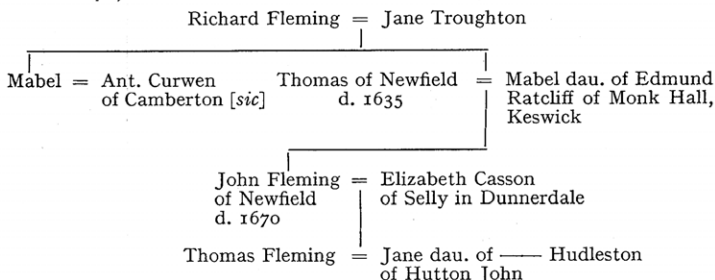 Richard Fleming = Jane Troughton
Mabel = Ant. Curwen of Camberton [sic]
Thomas of Newfield d. 1635 = Mabel dau. of Edmund Ratcliff of Monk Hall, Keswick
John Fleming of Newfield d. 1670 = Elizabeth Casson of Selly in Dunnerdale
Thomas Fleming = Jane dau. of —— Hudleston of Hutton John